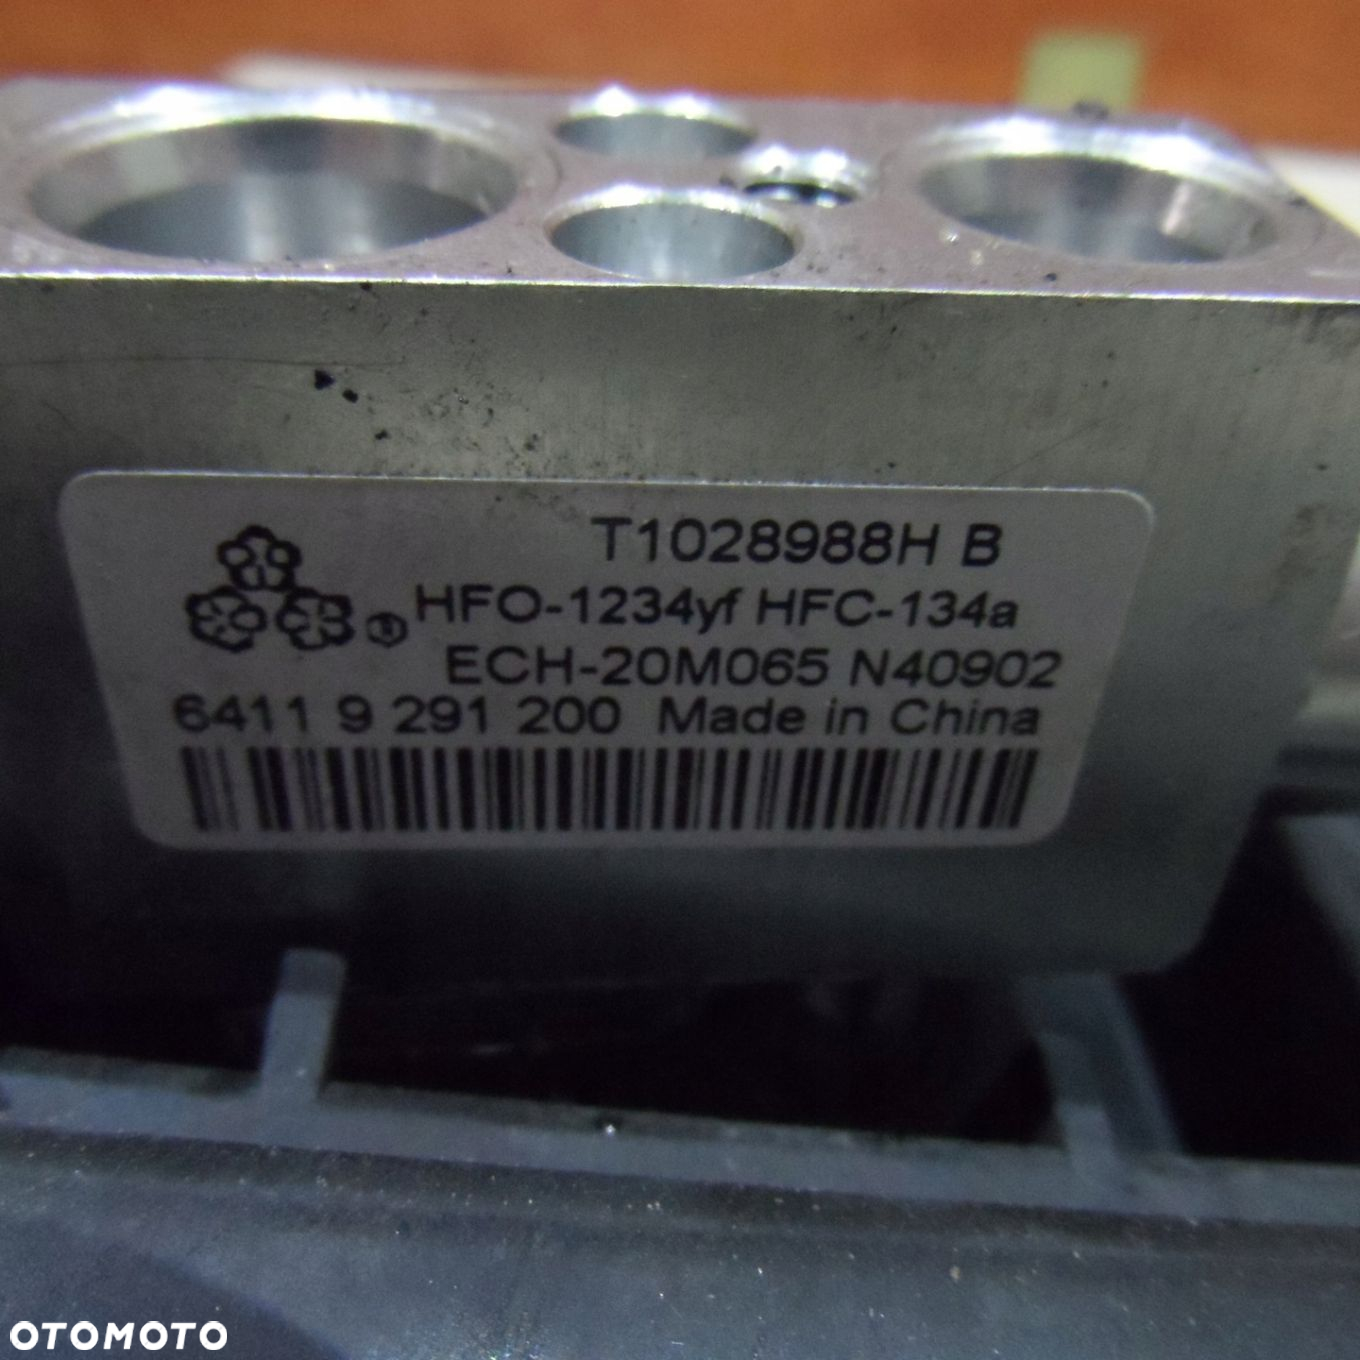 T1028988H B
HFO-1234yf HFC-134a
ECH-20M065 N40902
6411 9 291 200 Made in China
OTOMOTO